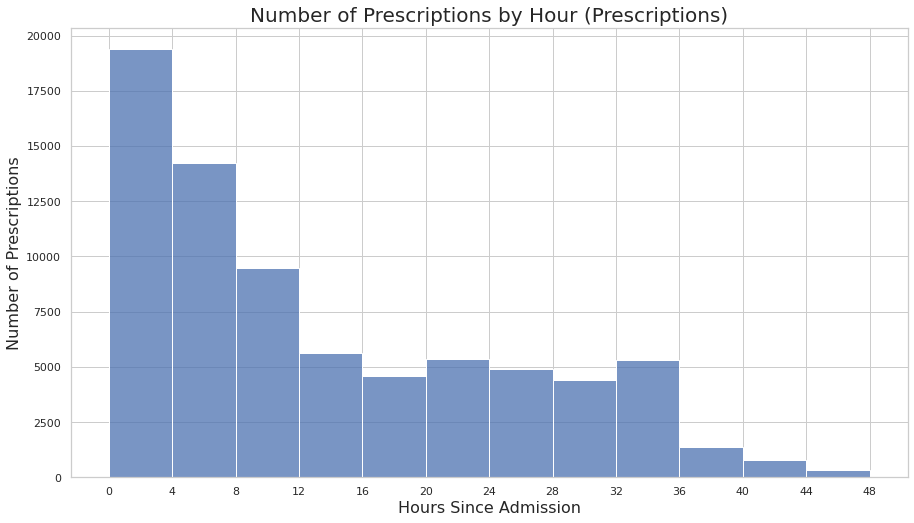 Number of Prescriptions by Hour (Prescriptions)
Number of Prescriptions
20000
17500
15000
12500
10000
7500
5000
2500
0
0 4 8 12 16 20 24 28 32 36 40 44 48
Hours Since Admission